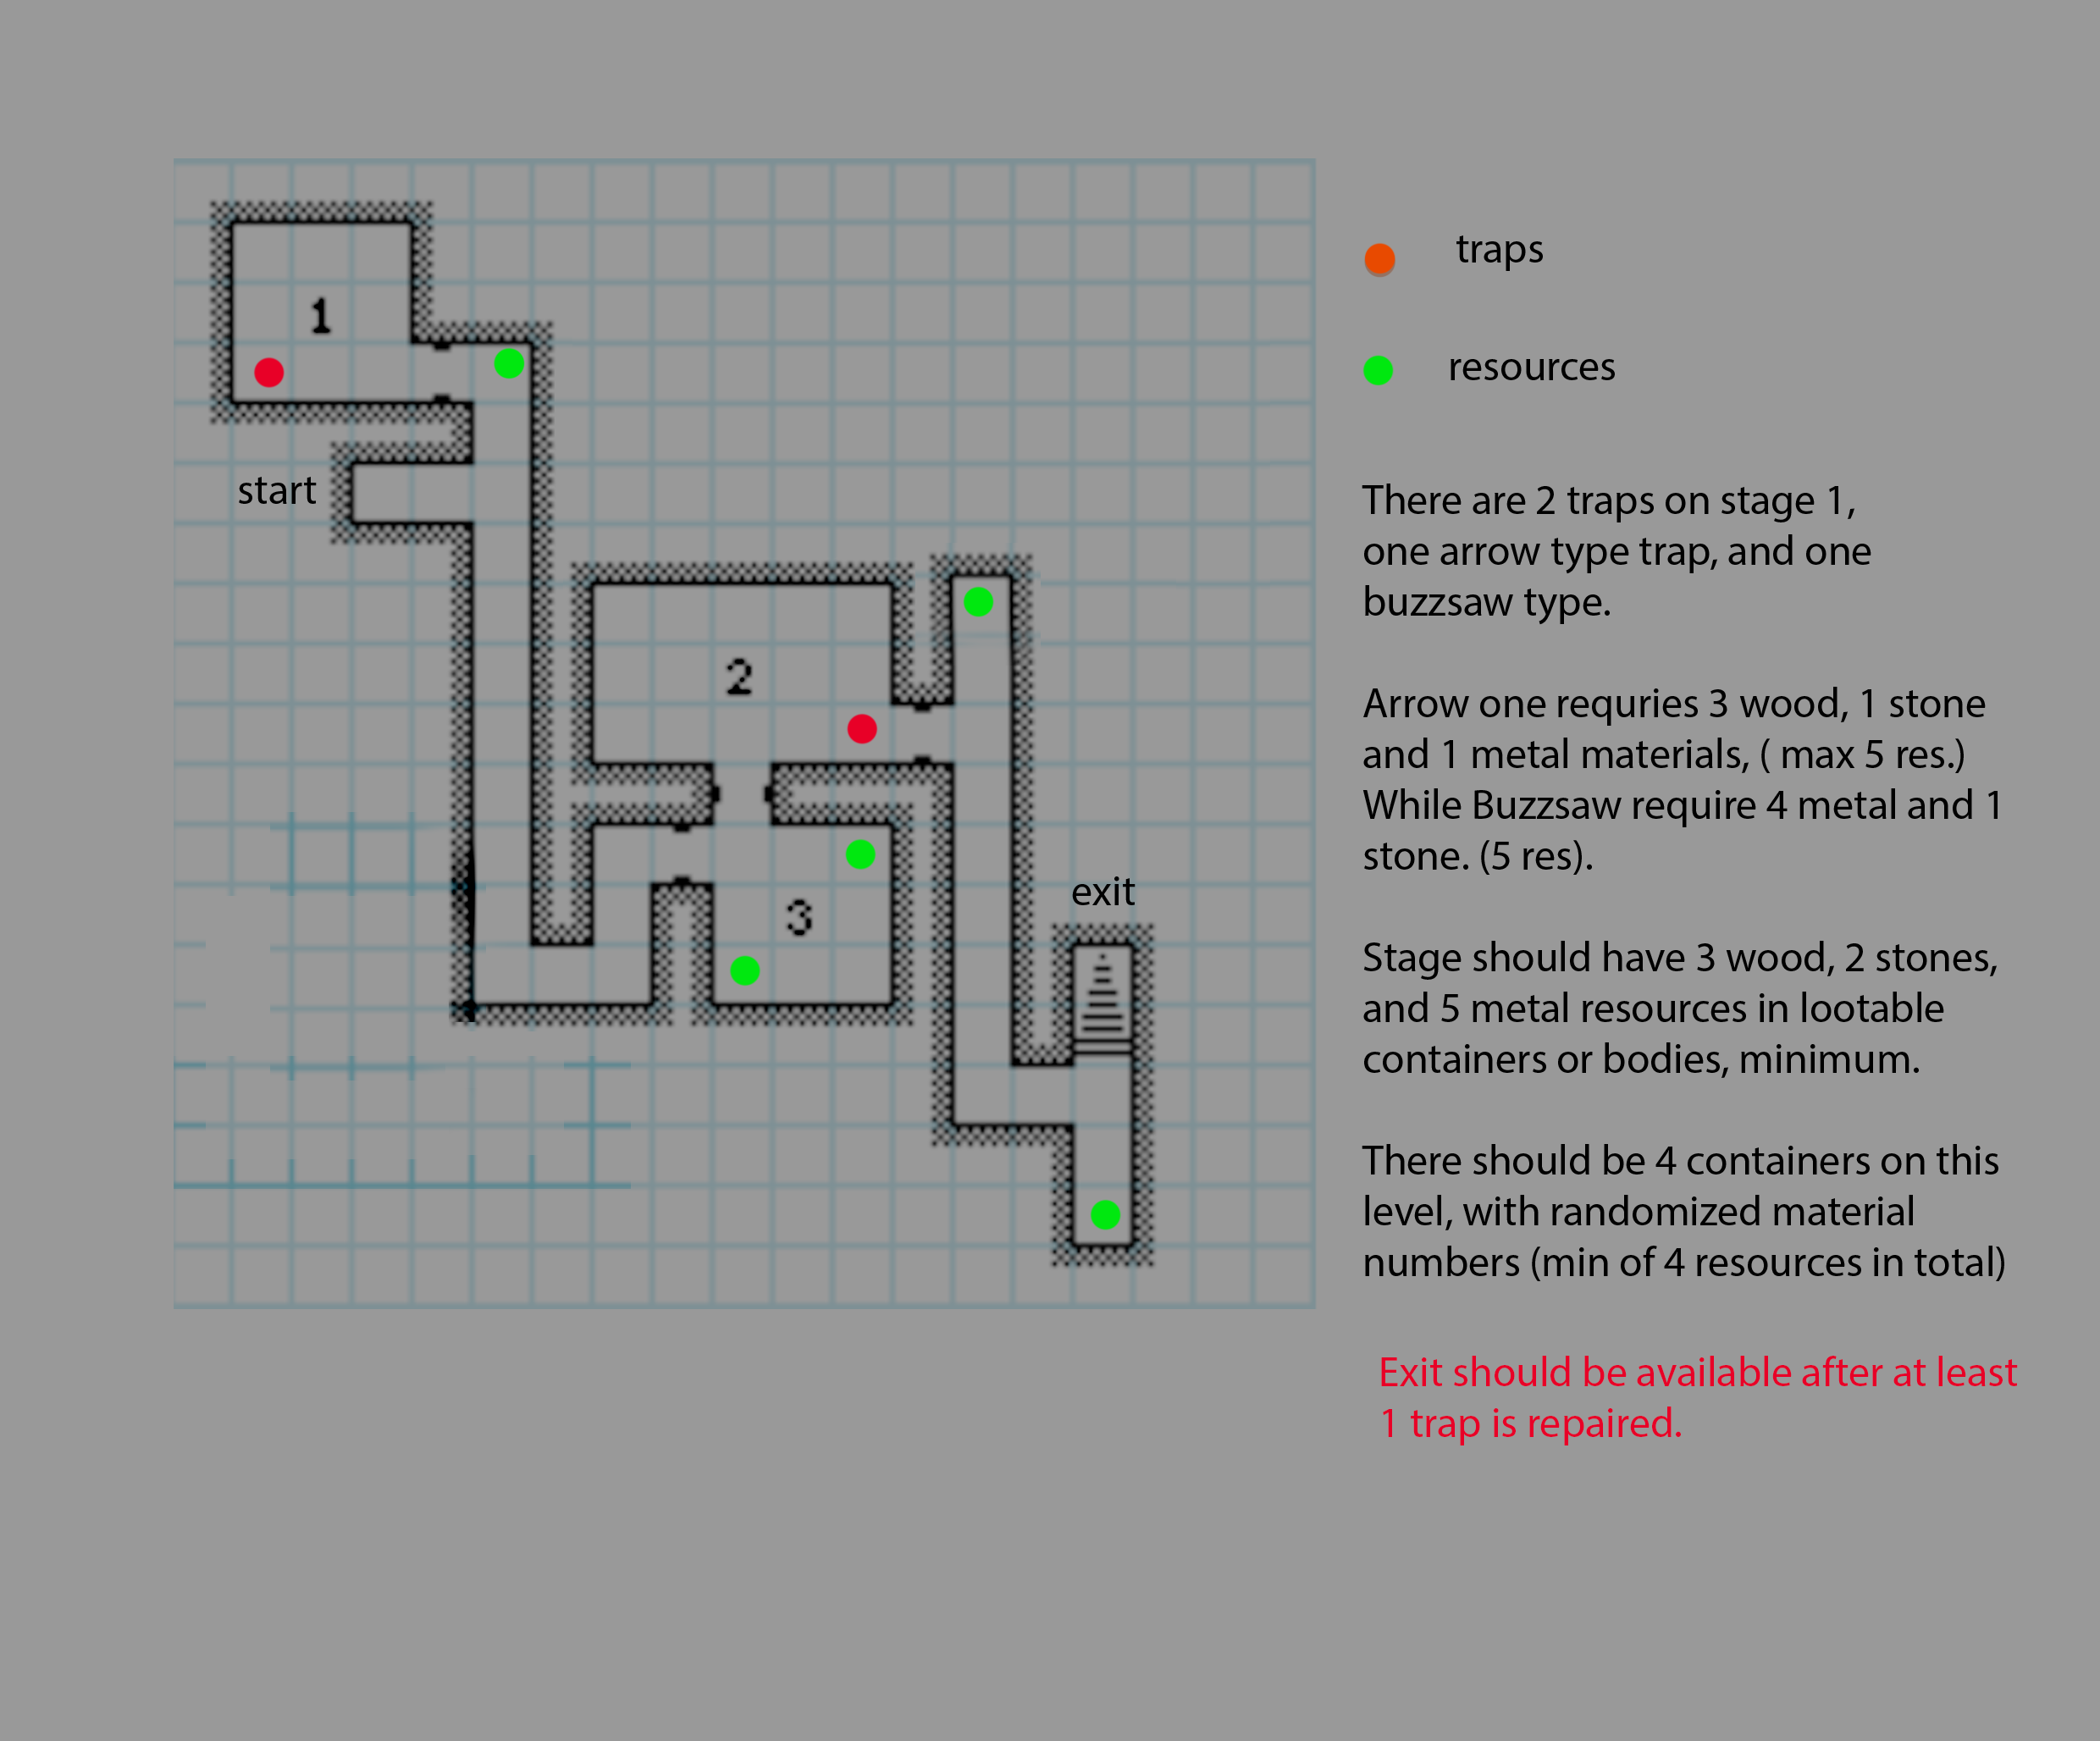 1
start
2
3
exit
traps
resources
There are 2 traps on stage 1,
one arrow type trap, and one
buzzsaw type.
Arrow one requries 3 wood, 1 stone
and 1 metal materials, ( max 5 res.)
While Buzzsaw require 4 metal and 1
stone. (5 res).
Stage should have 3 wood, 2 stones,
and 5 metal resources in lootable
containers or bodies, minimum.
There should be 4 containers on this
level, with randomized material
numbers (min of 4 resources in total)
Exit should be available after at least
1 trap is repaired.